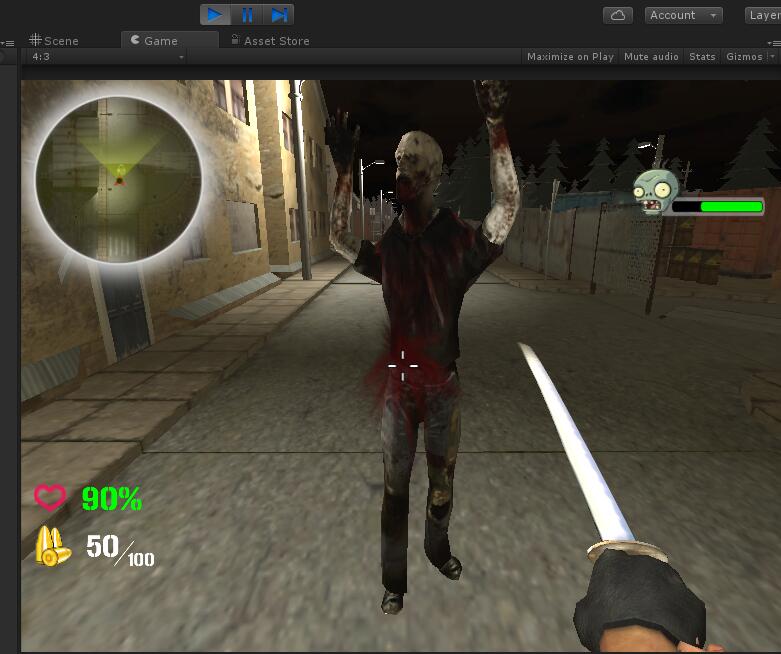 Account
Layer
Scene
Game
Asset Store
4:3
Maximize on Play
Mute audio
Stats
Gizmos
90%
50/100